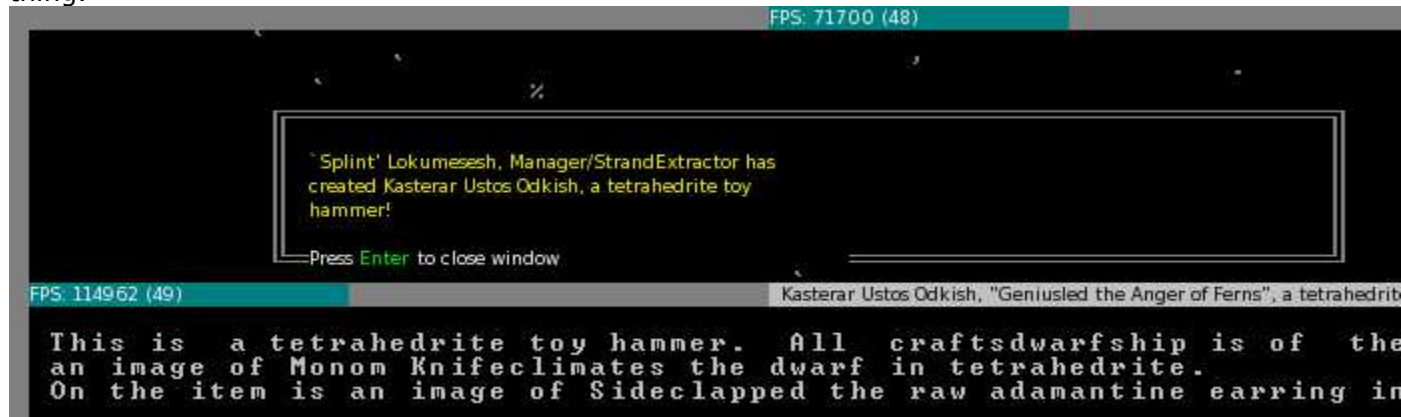 thing.
FPS: 71700 (48)
`Splint' Lokumesesh, Manager/StrandExtractor has
created Kasterar Ustos Odkish, a tetrahedrite toy
hammer!
Press Enter to close window
FPS: 114962 (49)
Kasterar Ustos Odkish, "Geniusled the Anger of Ferns", a tetrahedrite
This is a tetrahedrite toy hammer. All craftsdwarfship is of the
an image of Monom Knifeclimates the dwarf in tetrahedrite.
On the item is an image of Sideclapped the raw adamantine earring in